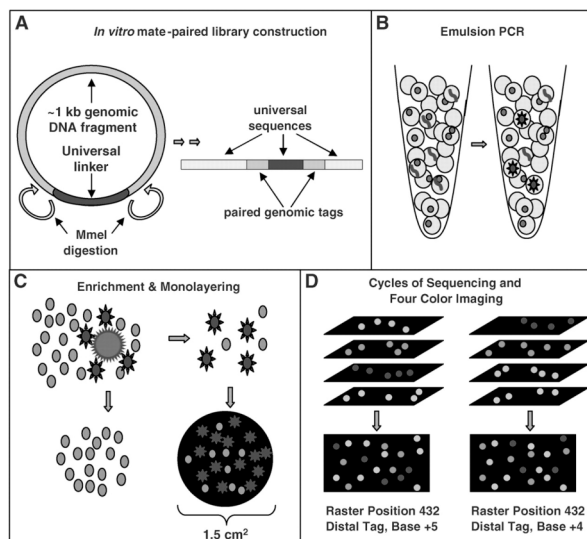 A
In vitro mate-paired library construction
~1 kb genomic
DNA fragment
Universal
linker
MmeI
digestion
universal
sequences
paired genomic tags
B
Emulsion PCR
C
Enrichment & Monolayering
1.5 cm²
D
Cycles of Sequencing and
Four Color Imaging
Raster Position 432
Distal Tag, Base +5
Raster Position 432
Distal Tag, Base +4